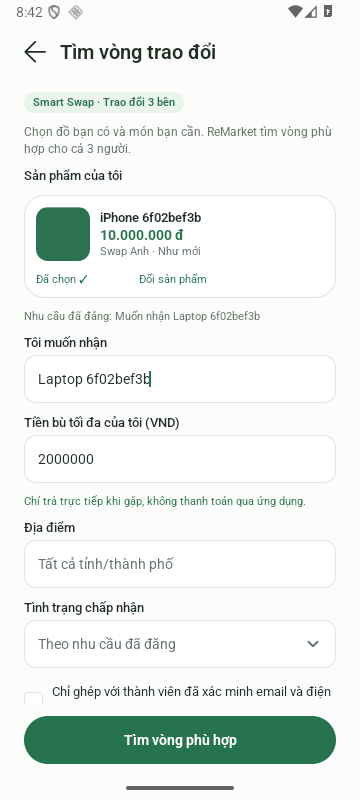 8:42
Tìm vòng trao đổi
Smart Swap · Trao đổi 3 bên
Chọn đồ bạn có và món bạn cần. ReMarket tìm vòng phù
hợp cho cả 3 người.
Sản phẩm của tôi
iPhone 6f02bef3b
10.000.000 đ
Swap Anh · Như mới
Đã chọn ✓
Đổi sản phẩm
Nhu cầu đã đăng: Muốn nhận Laptop 6f02bef3b
Tôi muốn nhận
Laptop 6f02bef3b
Tiền bù tối đa của tôi (VND)
2000000
Chỉ trả trực tiếp khi gặp, không thanh toán qua ứng dụng.
Địa điểm
Tất cả tỉnh/thành phố
Tình trạng chấp nhận
Theo nhu cầu đã đăng
Chỉ ghép với thành viên đã xác minh email và điện
Tìm vòng phù hợp